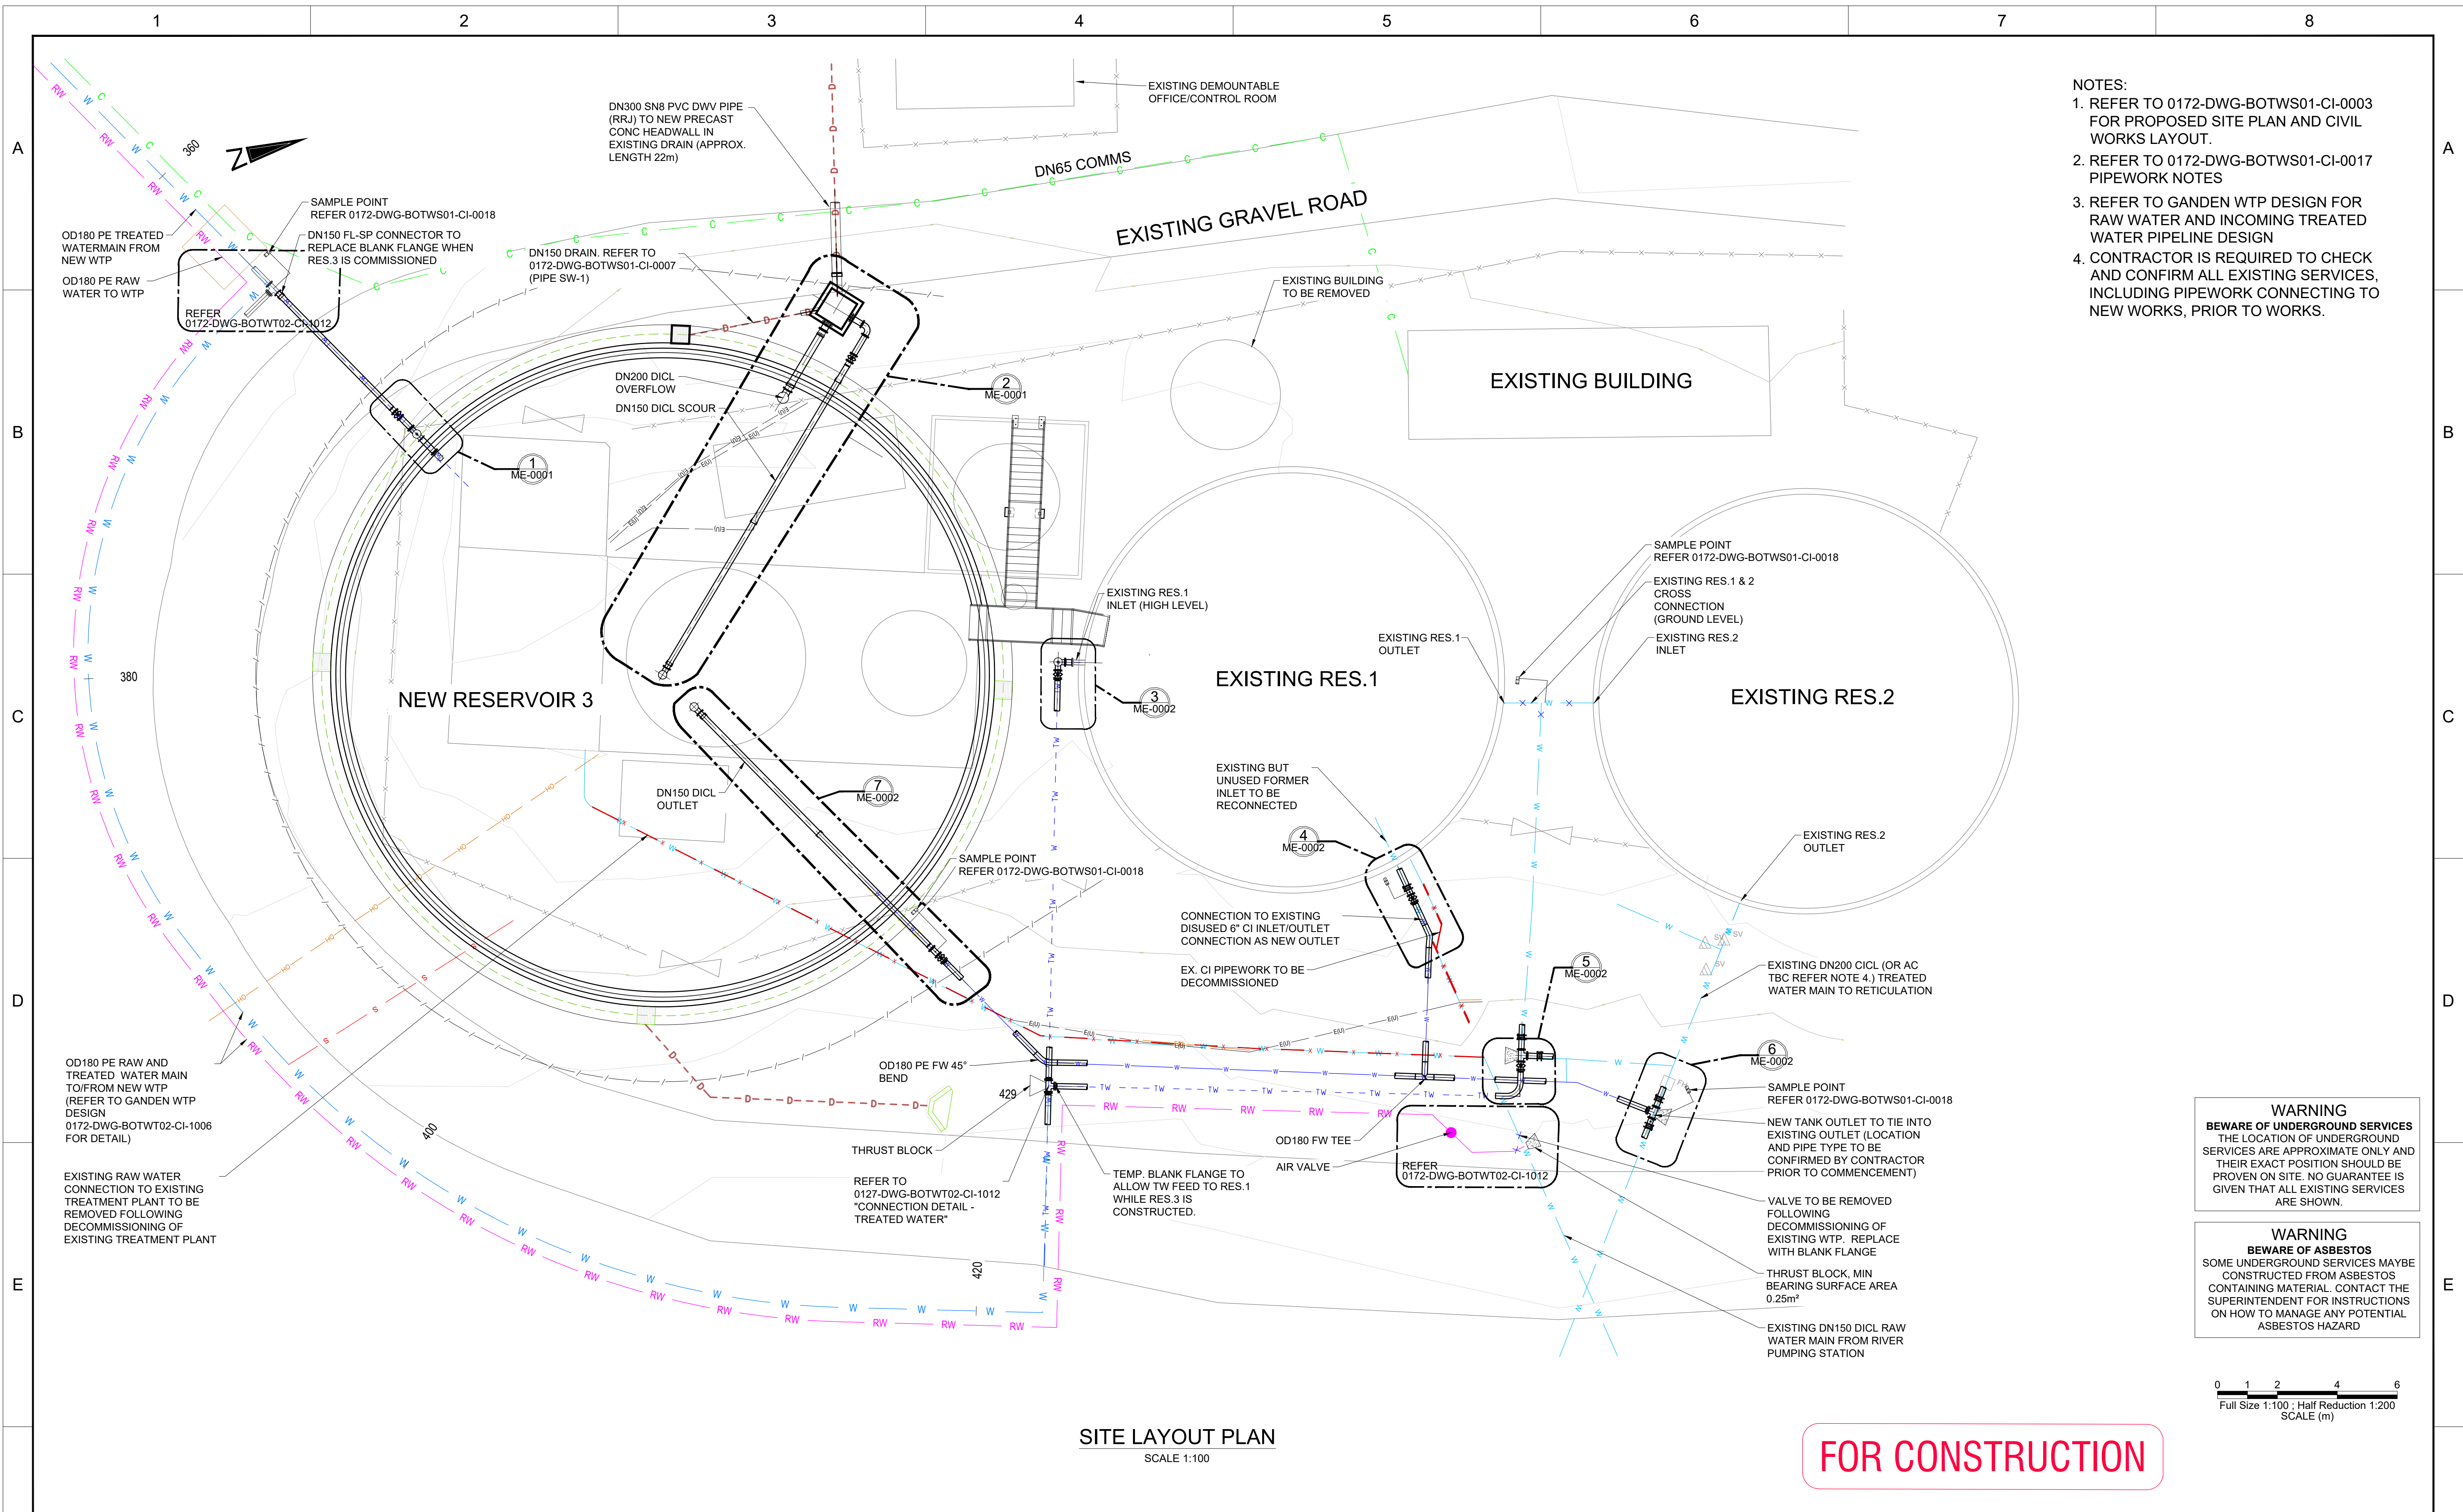 1 2 3 4 5 6 7 8
A
B
C
D
E
A
B
C
D
E
NOTES:
1. REFER TO 0172-DWG-BOTWS01-CI-0003
FOR PROPOSED SITE PLAN AND CIVIL
WORKS LAYOUT.
2. REFER TO 0172-DWG-BOTWS01-CI-0017
PIPEWORK NOTES
3. REFER TO GANDEN WTP DESIGN FOR
RAW WATER AND INCOMING TREATED
WATER PIPELINE DESIGN
4. CONTRACTOR IS REQUIRED TO CHECK
AND CONFIRM ALL EXISTING SERVICES,
INCLUDING PIPEWORK CONNECTING TO
NEW WORKS, PRIOR TO WORKS.
EXISTING DEMOUNTABLE
OFFICE/CONTROL ROOM
DN300 SN8 PVC DWV PIPE
(RRJ) TO NEW PRECAST
CONC HEADWALL IN
EXISTING DRAIN (APPROX.
LENGTH 22m)
DN65 COMMS
EXISTING GRAVEL ROAD
360
N
SAMPLE POINT
REFER 0172-DWG-BOTWS01-CI-0018
OD180 PE TREATED
WATERMAIN FROM
NEW WTP
DN150 FL-SP CONNECTOR TO
REPLACE BLANK FLANGE WHEN
RES.3 IS COMMISSIONED
OD180 PE RAW
WATER TO WTP
REFER
0172-DWG-BOTWT02-CI-1012
DN150 DRAIN. REFER TO
0172-DWG-BOTWS01-CI-0007
(PIPE SW-1)
EXISTING BUILDING
TO BE REMOVED
EXISTING BUILDING
DN200 DICL
OVERFLOW
DN150 DICL SCOUR
2
ME-0001
1
ME-0001
SAMPLE POINT
REFER 0172-DWG-BOTWS01-CI-0018
EXISTING RES.1 & 2
CROSS
CONNECTION
(GROUND LEVEL)
EXISTING RES.1
INLET (HIGH LEVEL)
EXISTING RES.1
OUTLET
EXISTING RES.2
INLET
380
NEW RESERVOIR 3
EXISTING RES.1
EXISTING RES.2
3
ME-0002
DN150 DICL
OUTLET
7
ME-0002
EXISTING BUT
UNUSED FORMER
INLET TO BE
RECONNECTED
4
ME-0002
EXISTING RES.2
OUTLET
SAMPLE POINT
REFER 0172-DWG-BOTWS01-CI-0018
CONNECTION TO EXISTING
DISUSED 6" CI INLET/OUTLET
CONNECTION AS NEW OUTLET
EX. CI PIPEWORK TO BE
DECOMMISSIONED
5
ME-0002
SV
SV
SV
EXISTING DN200 CICL (OR AC
TBC REFER NOTE 4.) TREATED
WATER MAIN TO RETICULATION
6
ME-0002
OD180 PE RAW AND
TREATED WATER MAIN
TO/FROM NEW WTP
(REFER TO GANDEN WTP
DESIGN
0172-DWG-BOTWT02-CI-1006
FOR DETAIL)
OD180 PE FW 45°
BEND
429
400
420
THRUST BLOCK
OD180 FW TEE
AIR VALVE
REFER
0172-DWG-BOTWT02-CI-1012
SAMPLE POINT
REFER 0172-DWG-BOTWS01-CI-0018
NEW TANK OUTLET TO TIE INTO
EXISTING OUTLET (LOCATION
AND PIPE TYPE TO BE
CONFIRMED BY CONTRACTOR
PRIOR TO COMMENCEMENT)
EXISTING RAW WATER
CONNECTION TO EXISTING
TREATMENT PLANT TO BE
REMOVED FOLLOWING
DECOMMISSIONING OF
EXISTING TREATMENT PLANT
REFER TO
0127-DWG-BOTWT02-CI-1012
"CONNECTION DETAIL -
TREATED WATER"
TEMP. BLANK FLANGE TO
ALLOW TW FEED TO RES.1
WHILE RES.3 IS
CONSTRUCTED.
VALVE TO BE REMOVED
FOLLOWING
DECOMMISSIONING OF
EXISTING WTP. REPLACE
WITH BLANK FLANGE
THRUST BLOCK, MIN
BEARING SURFACE AREA
0.25m²
EXISTING DN150 DICL RAW
WATER MAIN FROM RIVER
PUMPING STATION
WARNING
BEWARE OF UNDERGROUND SERVICES
THE LOCATION OF UNDERGROUND
SERVICES ARE APPROXIMATE ONLY AND
THEIR EXACT POSITION SHOULD BE
PROVEN ON SITE. NO GUARANTEE IS
GIVEN THAT ALL EXISTING SERVICES
ARE SHOWN.
WARNING
BEWARE OF ASBESTOS
SOME UNDERGROUND SERVICES MAYBE
CONSTRUCTED FROM ASBESTOS
CONTAINING MATERIAL. CONTACT THE
SUPERINTENDENT FOR INSTRUCTIONS
ON HOW TO MANAGE ANY POTENTIAL
ASBESTOS HAZARD
0 1 2 4 6
Full Size 1:100 ; Half Reduction 1:200
SCALE (m)
SITE LAYOUT PLAN
SCALE 1:100
FOR CONSTRUCTION